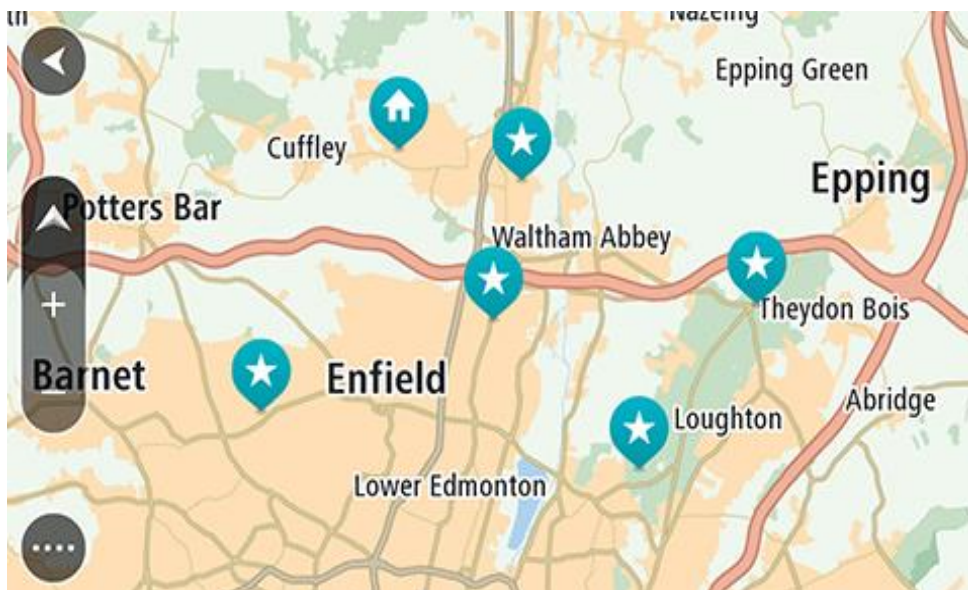 Nazeing
Epping Green
Cuffley
Epping
Potters Bar
Waltham Abbey
Theydon Bois
Barnet
Enfield
Abridge
Loughton
Lower Edmonton